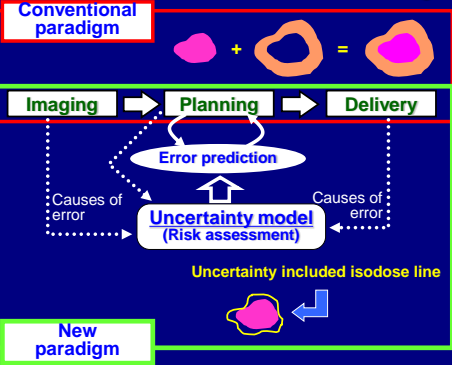 Conventional
paradigm
+
=
Imaging
Planning
Delivery
Error prediction
Causes of
error
Causes of
error
Uncertainty model
(Risk assessment)
Uncertainty included isodose line
New
paradigm